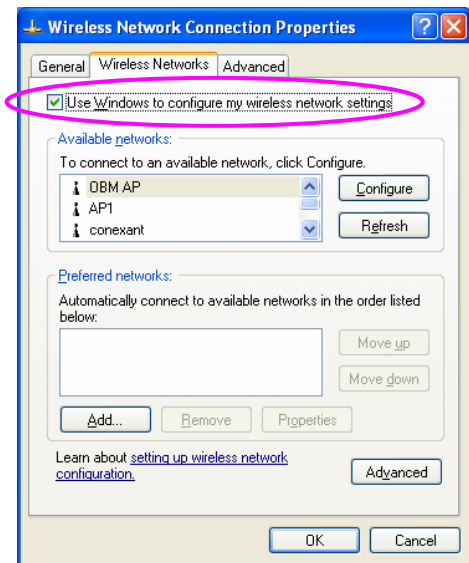 Wireless Network Connection Properties
General Wireless Networks Advanced
Use Windows to configure my wireless network settings
Available networks:
To connect to an available network, click Configure.
OBM AP
Configure
AP1
conexant
Refresh
Preferred networks:
Automatically connect to available networks in the order listed
below:
Move up
Move down
Add... Remove Properties
Learn about setting up wireless network
configuration.
Advanced
OK Cancel